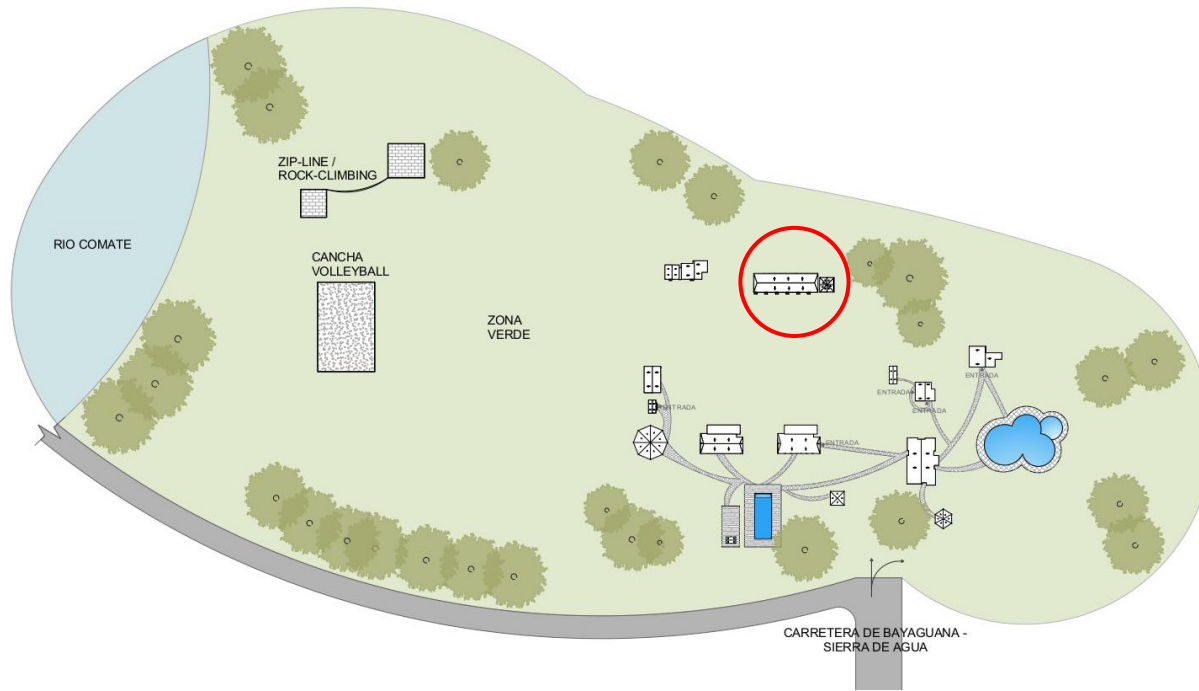 ZIP-LINE /
ROCK-CLIMBING
RIO COMATE
CANCHA
VOLLEYBALL
ZONA
VERDE
ENTRADA
ENTRADA
ENTRADA
ENTRADA
ENTRADA
CARRETERA DE BAYAGUANA -
SIERRA DE AGUA